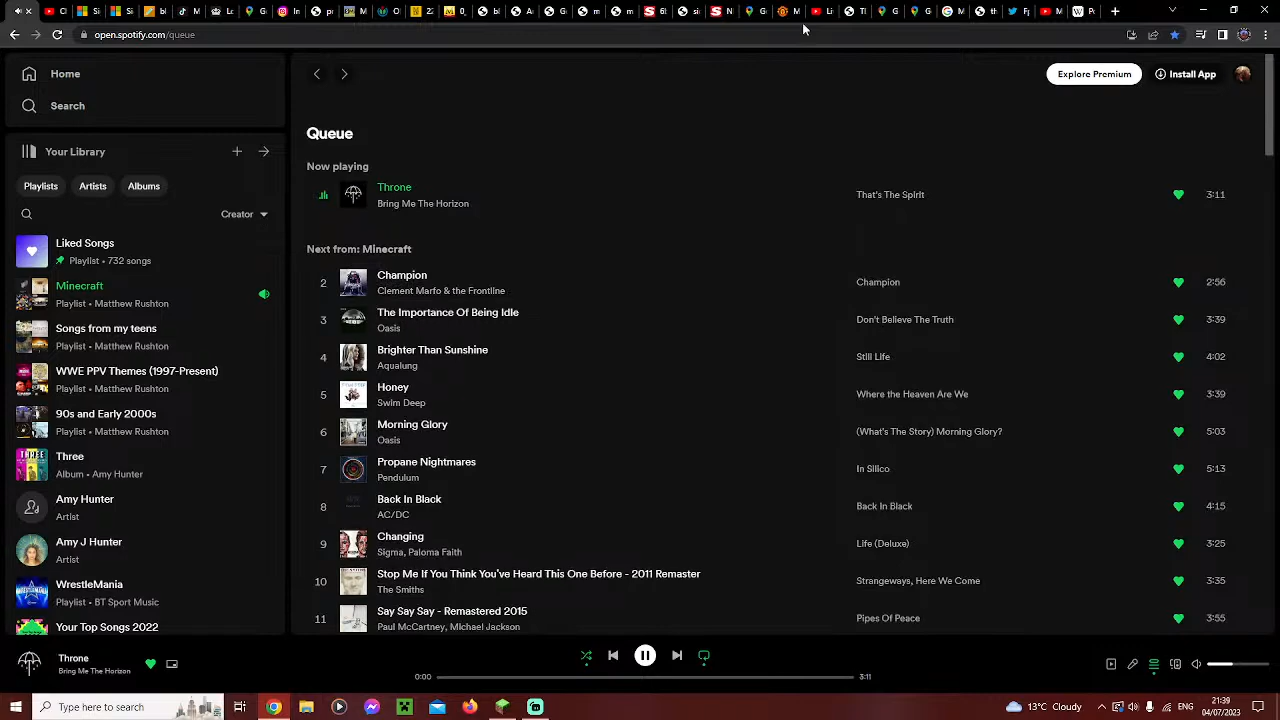 open.spotify.com/queue
Home
Search
Your Library
Playlists Artists Albums
Creator
Liked Songs
Playlist • 732 songs
Minecraft
Playlist • Matthew Rushton
Songs from my teens
Playlist • Matthew Rushton
WWE PPV Themes (1997-Present)
Playlist • Matthew Rushton
90s and Early 2000s
Playlist • Matthew Rushton
Three
Album • Amy Hunter
Amy Hunter
Artist
Amy J Hunter
Artist
WrestleMania
Playlist • BT Sport Music
Your Top Songs 2022
Explore Premium Install App
Queue
Now playing
Throne
Bring Me The Horizon
That's The Spirit 3:11
Next from: Minecraft
2 Champion
Clement Marfo & the Frontline
Champion 2:56
3 The Importance Of Being Idle
Oasis
Don't Believe The Truth 3:39
4 Brighter Than Sunshine
Aqualung
Still Life 4:02
5 Honey
Swim Deep
Where the Heaven Are We 3:39
6 Morning Glory
Oasis
(What's The Story) Morning Glory? 5:03
7 Propane Nightmares
Pendulum
In Silico 5:13
8 Back In Black
AC/DC
Back In Black 4:15
9 Changing
Sigma, Paloma Faith
Life (Deluxe) 3:25
10 Stop Me If You Think You've Heard This One Before - 2011 Remaster
The Smiths
Strangeways, Here We Come 3:35
11 Say Say Say - Remastered 2015
Paul McCartney, Michael Jackson
Pipes Of Peace 3:55
Throne
Bring Me The Horizon
0:00 3:11
Type here to search
13°C Cloudy
21:39
04/07/2023